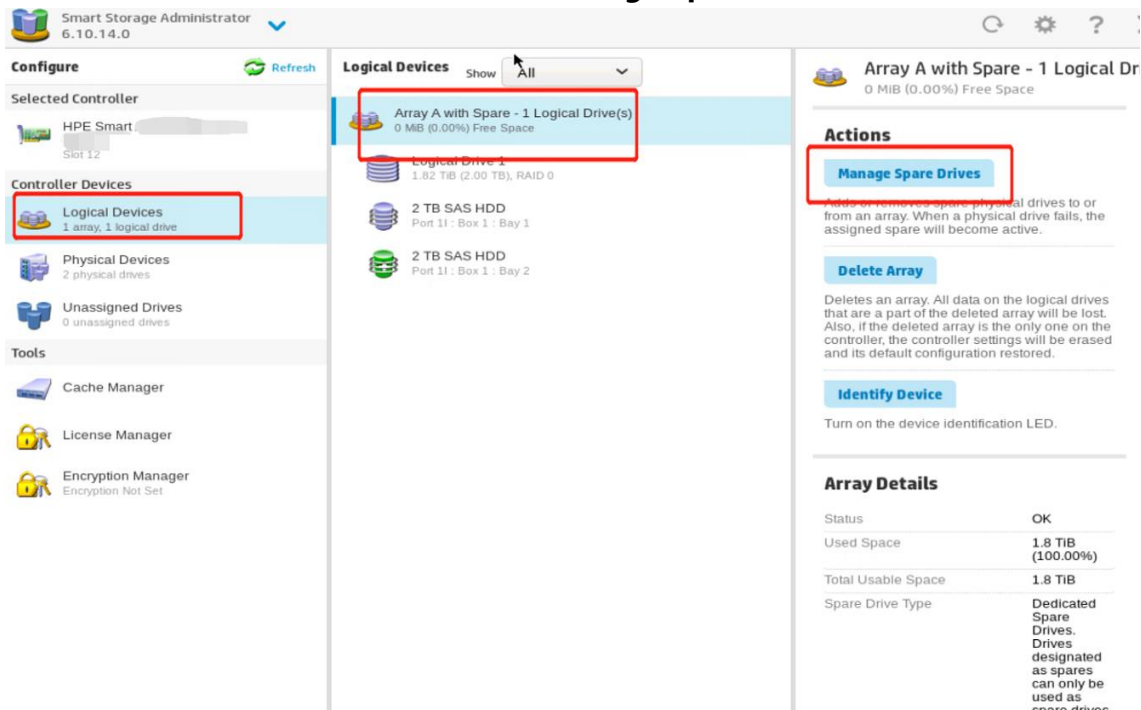 Smart Storage Administrator
6.10.14.0
?
Configure
Refresh
Selected Controller
HPE Smart
Slot 12
Controller Devices
Logical Devices
1 array, 1 logical drive
Physical Devices
2 physical drives
Unassigned Drives
0 unassigned drives
Tools
Cache Manager
License Manager
Encryption Manager
Encryption Not Set
Logical Devices Show All
Array A with Spare - 1 Logical Drive(s)
0 MiB (0.00%) Free Space
Logical Drive 1
1.82 TiB (2.00 TB), RAID 0
2 TB SAS HDD
Port 1I : Box 1 : Bay 1
2 TB SAS HDD
Port 1I : Box 1 : Bay 2
Array A with Spare - 1 Logical Dr
0 MiB (0.00%) Free Space
Actions
Manage Spare Drives
Adds or removes spare physical drives to or
from an array. When a physical drive fails, the
assigned spare will become active.
Delete Array
Deletes an array. All data on the logical drives
that are a part of the deleted array will be lost.
Also, if the deleted array is the only one on the
controller, the controller settings will be erased
and its default configuration restored.
Identify Device
Turn on the device identification LED.
Array Details
Status OK
Used Space 1.8 TiB
(100.00%)
Total Usable Space 1.8 TiB
Spare Drive Type Dedicated
Spare
Drives.
Drives
designated
as spares
can only be
used as
spare drives